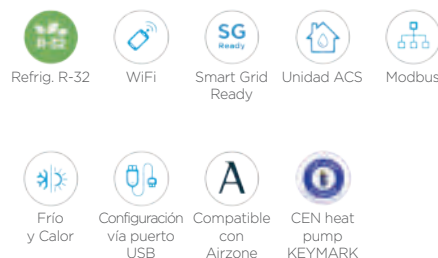 R-32
SG
Ready
Refrig. R-32 WiFi Smart Grid Unidad ACS Modbus
Ready
A
Frío Configuración Compatible CEN heat
y Calor vía puerto con pump
USB Airzone KEYMARK